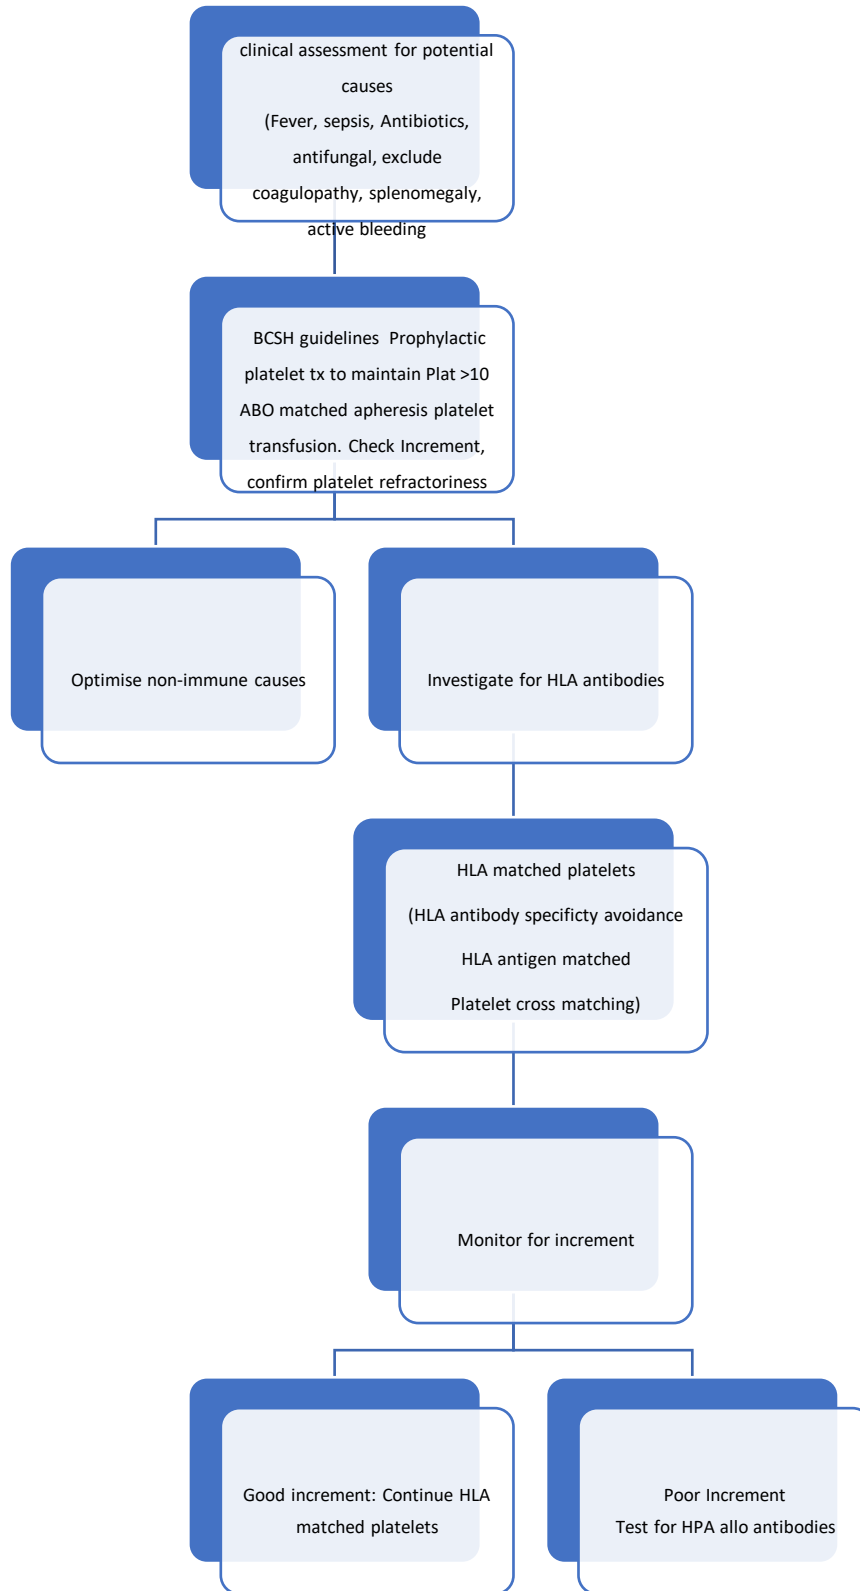 clinical assessment for potential
causes
(Fever, sepsis, Antibiotics,
antifungal, exclude
coagulopathy, splenomegaly,
active bleeding
BCSH guidelines Prophylactic
platelet tx to maintain Plat >10
ABO matched apheresis platelet
transfusion. Check Increment,
confirm platelet refractoriness
Optimise non-immune causes
Investigate for HLA antibodies
HLA matched platelets
(HLA antibody specificty avoidance
HLA antigen matched
Platelet cross matching)
Monitor for increment
Good increment: Continue HLA
matched platelets
Poor Increment
Test for HPA allo antibodies